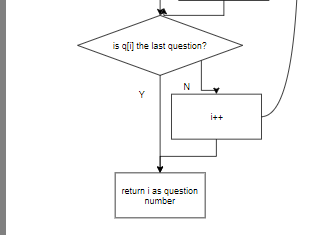 is q[i] the last question?
Y
N
i++
return i as question
number